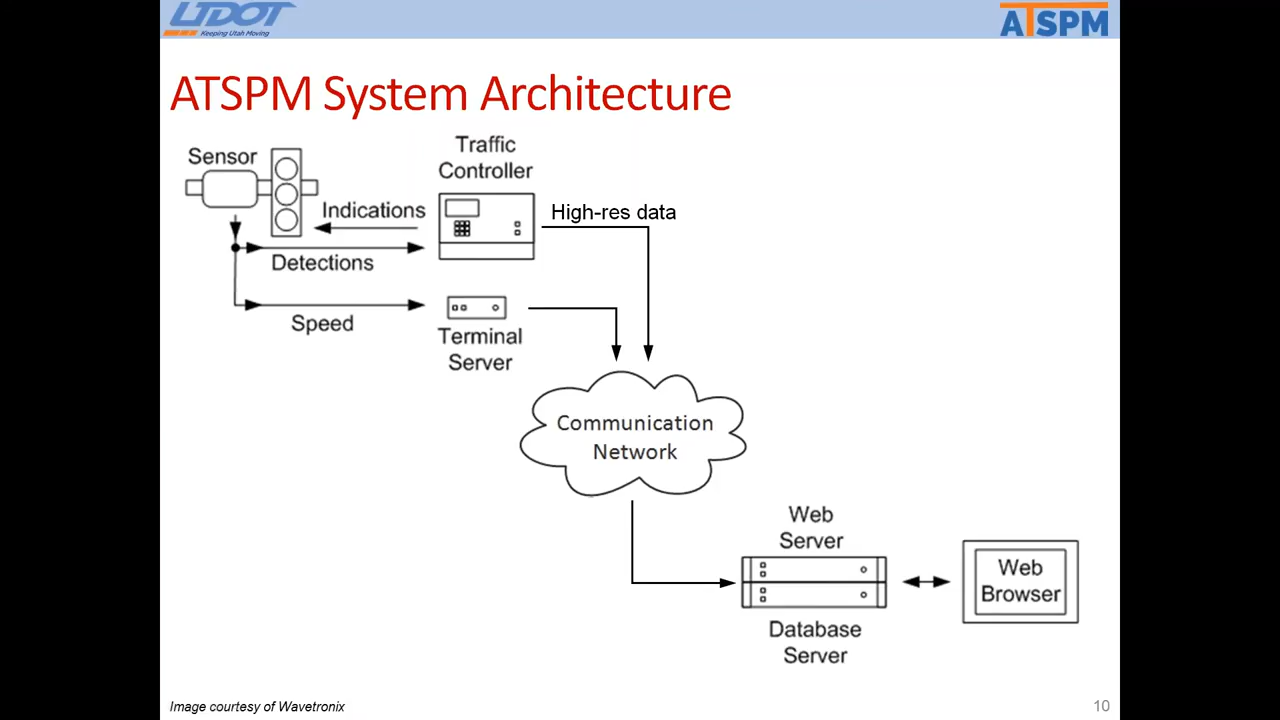 UDOT
Keeping Utah Moving
ATSPM
ATSPM System Architecture
Sensor
Traffic
Controller
Indications
High-res data
Detections
Speed
Terminal
Server
Communication
Network
Web
Server
Web
Browser
Database
Server
Image courtesy of Wavetronix
10